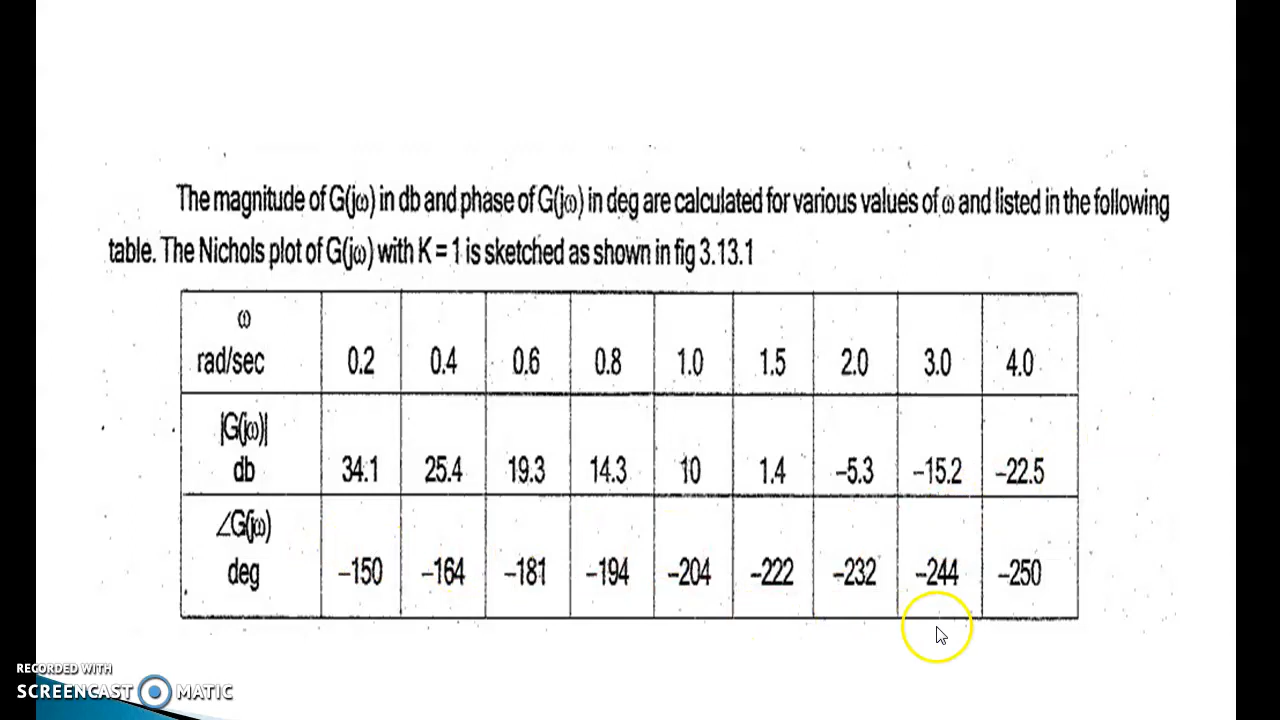 The magnitude of G(jω) in db and phase of G(jω) in deg are calculated for various values of ω and listed in the following
table. The Nichols plot of G(jω) with K = 1 is sketched as shown in fig 3.13.1
ω
rad/sec 0.2 0.4 0.6 0.8 1.0 1.5 2.0 3.0 4.0
|G(jω)|
db 34.1 25.4 19.3 14.3 10 1.4 –5.3 –15.2 –22.5
∠G(jω)
deg –150 –164 –181 –194 –204 –222 –232 –244 –250
RECORDED WITH
SCREENCAST MATIC